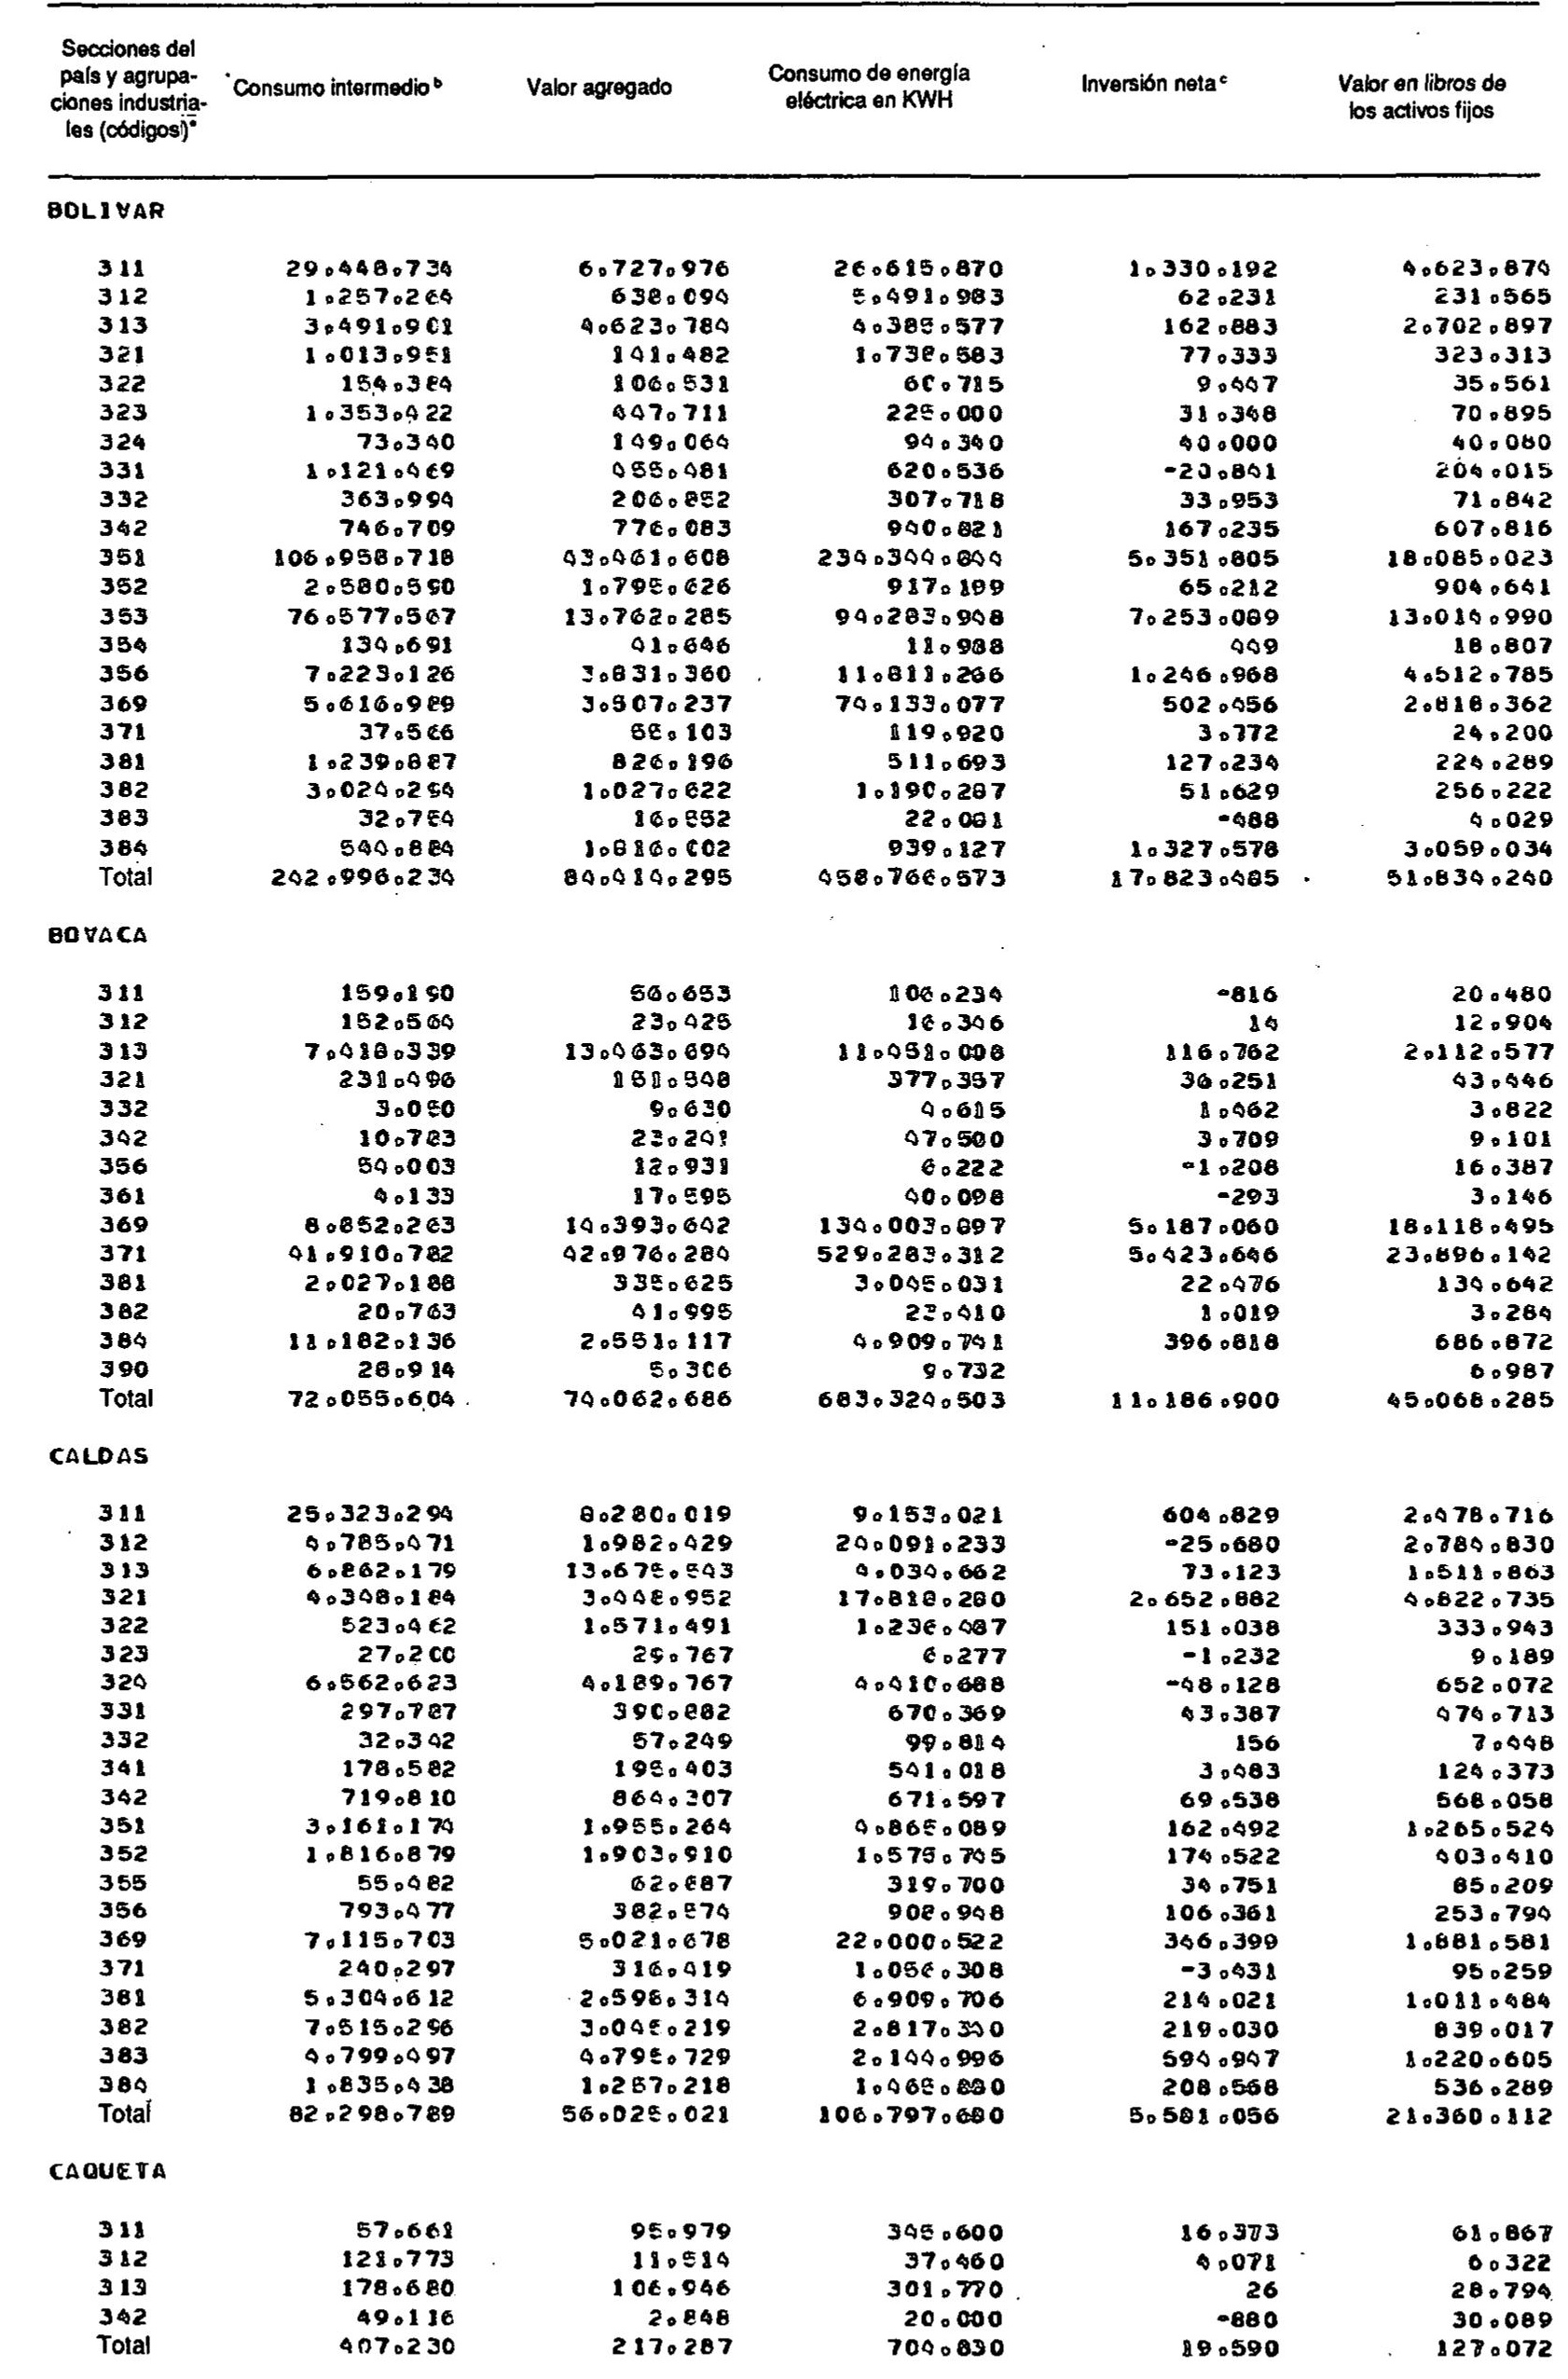 Secciones del país y agrupa-ciones industria-les (códigos)ª Consumo intermedio b Valor agregado Consumo de energía eléctrica en KWH Inversión neta c Valor en libros de los activos fijos
BOLIVAR
311 29.448.734 6.727.976 26.615.870 1.330.192 4.623.874
312 1.257.264 638.094 5.491.983 62.231 231.565
313 3.491.901 4.623.784 4.385.577 162.883 2.702.897
321 1.013.951 141.482 1.738.583 77.333 323.313
322 154.384 106.531 60.715 9.447 35.561
323 1.353.422 447.711 225.000 31.348 70.895
324 73.340 149.064 94.340 40.000 40.080
331 1.121.469 455.481 620.536 -20.841 204.015
332 363.994 206.852 307.718 33.953 71.842
342 746.709 776.083 940.821 167.235 607.816
351 106.958.718 43.461.608 234.344.844 5.351.805 18.085.023
352 2.580.590 1.795.626 917.199 65.212 904.641
353 76.577.567 13.762.285 94.283.948 7.253.089 13.014.990
354 134.691 41.646 11.988 449 18.807
356 7.223.126 3.831.360 11.811.266 1.246.968 4.512.785
369 5.616.989 3.507.237 74.133.077 502.456 2.818.362
371 37.566 58.103 119.920 3.772 24.200
381 1.239.887 826.196 511.693 127.234 224.289
382 3.024.254 1.027.622 1.190.287 51.629 256.222
383 32.754 16.552 22.081 -488 4.029
384 540.884 1.816.002 939.127 1.327.578 3.059.034
Total 242.996.234 84.414.295 458.766.573 17.823.485 51.834.240
BOYACA
311 159.190 56.653 106.234 -816 20.480
312 152.564 23.425 16.346 14 12.904
313 7.418.339 13.463.694 11.451.008 116.762 2.112.577
321 231.496 151.548 377.357 36.251 43.446
332 3.050 9.630 4.615 1.462 3.822
342 10.783 23.241 47.500 3.709 9.101
356 54.003 12.931 6.222 -1.208 16.387
361 4.133 17.595 40.098 -293 3.146
369 8.852.263 14.393.642 134.003.897 5.187.060 18.118.495
371 41.910.782 42.976.284 529.283.312 5.423.646 23.896.142
381 2.027.188 335.625 3.045.031 22.476 134.642
382 20.763 41.995 23.410 1.019 3.284
384 11.182.136 2.551.117 4.909.741 396.818 686.872
390 28.914 5.306 9.732 6.987
Total 72.055.604 74.062.686 683.324.503 11.186.900 45.068.285
CALDAS
311 25.323.294 8.280.019 9.153.021 604.829 2.478.716
312 4.785.471 1.982.429 24.091.233 -25.680 2.784.830
313 6.862.179 13.675.543 4.034.662 73.123 1.511.863
321 4.348.184 3.448.952 17.818.280 2.652.882 4.822.735
322 523.462 1.571.491 1.236.487 151.038 333.943
323 27.200 29.767 6.277 -1.232 9.189
324 6.562.623 4.189.767 4.410.688 -48.128 652.072
331 297.787 390.882 670.369 43.387 474.713
332 32.342 57.249 99.814 156 7.448
341 178.582 195.403 541.018 3.483 124.373
342 719.810 864.307 671.597 69.538 568.058
351 3.161.174 1.955.264 4.865.089 162.492 1.265.524
352 1.816.879 1.903.910 1.575.745 174.522 403.410
355 55.482 62.687 319.700 34.751 85.209
356 793.477 382.574 908.948 106.361 253.794
369 7.115.703 5.021.678 22.000.522 346.399 1.881.581
371 240.297 316.419 1.056.308 -3.431 95.259
381 5.304.612 2.598.314 6.909.706 214.021 1.011.484
382 7.515.296 3.045.219 2.817.340 219.030 839.017
383 4.799.497 4.795.729 2.144.996 594.947 1.220.605
384 1.835.438 1.257.218 1.465.880 208.568 536.289
Total 82.298.789 56.025.021 106.797.680 5.581.056 21.360.112
CAQUETA
311 57.661 95.979 345.600 16.373 61.867
312 121.773 11.514 37.460 4.071 6.322
313 178.680 106.946 301.770 26 28.794
342 49.116 2.848 20.000 -880 30.089
Total 407.230 217.287 704.830 19.590 127.072